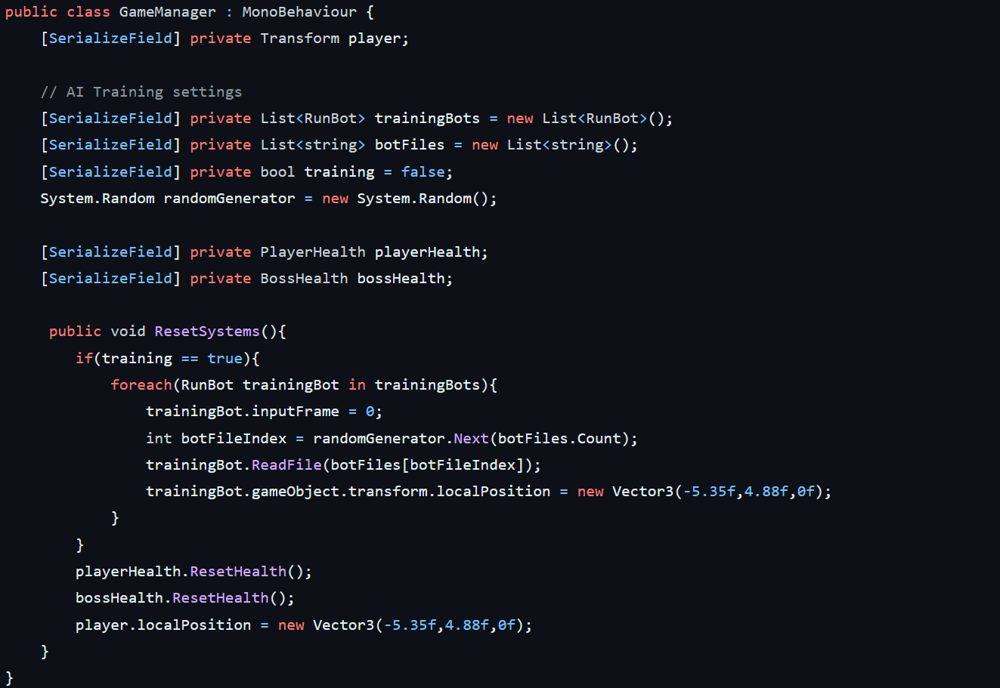 public class GameManager : MonoBehaviour {
    [SerializeField] private Transform player;

    // AI Training settings
    [SerializeField] private List<RunBot> trainingBots = new List<RunBot>();
    [SerializeField] private List<string> botFiles = new List<string>();
    [SerializeField] private bool training = false;
    System.Random randomGenerator = new System.Random();

    [SerializeField] private PlayerHealth playerHealth;
    [SerializeField] private BossHealth bossHealth;

     public void ResetSystems(){
        if(training == true){
            foreach(RunBot trainingBot in trainingBots){
                trainingBot.inputFrame = 0;
                int botFileIndex = randomGenerator.Next(botFiles.Count);
                trainingBot.ReadFile(botFiles[botFileIndex]);
                trainingBot.gameObject.transform.localPosition = new Vector3(-5.35f,4.88f,0f);
            }
        }
        playerHealth.ResetHealth();
        bossHealth.ResetHealth();
        player.localPosition = new Vector3(-5.35f,4.88f,0f);
    }
}